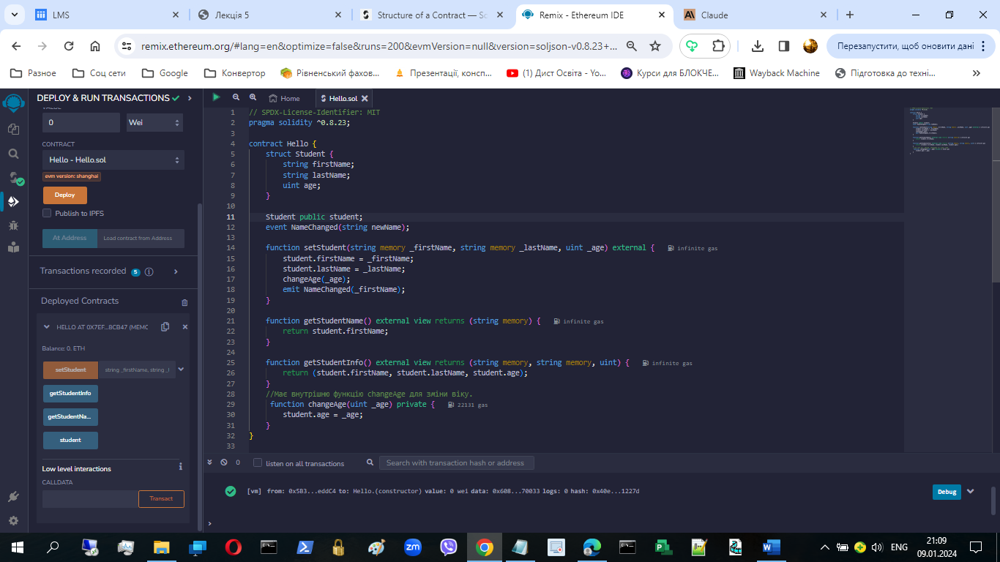 LMS
Лекція 5
Structure of a Contract — Sc
Remix - Ethereum IDE
Claude
remix.ethereum.org/#lang=en&optimize=false&runs=200&evmVersion=null&version=soljson-v0.8.23+...
Перезапустити, щоб оновити дані
Разное
Соц сети
Google
Конвертор
Рівненський фахов...
Презентації, консп...
(1) Дист Освіта - Yo...
Курси для БЛОКЧЕ...
Wayback Machine
Підготовка до техні...
DEPLOY & RUN TRANSACTIONS
VALUE
0
Wei
CONTRACT
Hello - Hello.sol
evm version: shanghai
Deploy
Publish to IPFS
At Address
Load contract from Address
Transactions recorded 5
Deployed Contracts
HELLO AT 0X7EF...8CB47 (MEMC
Balance: 0. ETH
setStudent
string _firstName, string _l
getStudentInfo
getStudentNa...
student
Low level interactions
CALLDATA
Transact
Home
Hello.sol
1 // SPDX-License-Identifier: MIT
2 pragma solidity ^0.8.23;
3
4 contract Hello {
5 struct Student {
6 string firstName;
7 string lastName;
8 uint age;
9 }
10
11 Student public student;
12 event NameChanged(string newName);
13
14 function setStudent(string memory _firstName, string memory _lastName, uint _age) external { infinite gas
15 student.firstName = _firstName;
16 student.lastName = _lastName;
17 changeAge(_age);
18 emit NameChanged(_firstName);
19 }
20
21 function getStudentName() external view returns (string memory) { infinite gas
22 return student.firstName;
23 }
24
25 function getStudentInfo() external view returns (string memory, string memory, uint) { infinite gas
26 return (student.firstName, student.lastName, student.age);
27 }
28 //Має внутрішню функцію changeAge для зміни віку.
29 function changeAge(uint _age) private { 22131 gas
30 student.age = _age;
31 }
32 }
33
0
listen on all transactions
Search with transaction hash or address
[vm] from: 0x5B3...eddC4 to: Hello.(constructor) value: 0 wei data: 0x608...70033 logs: 0 hash: 0x40e...1227d
Debug
>
zm
ENG
21:09
09.01.2024